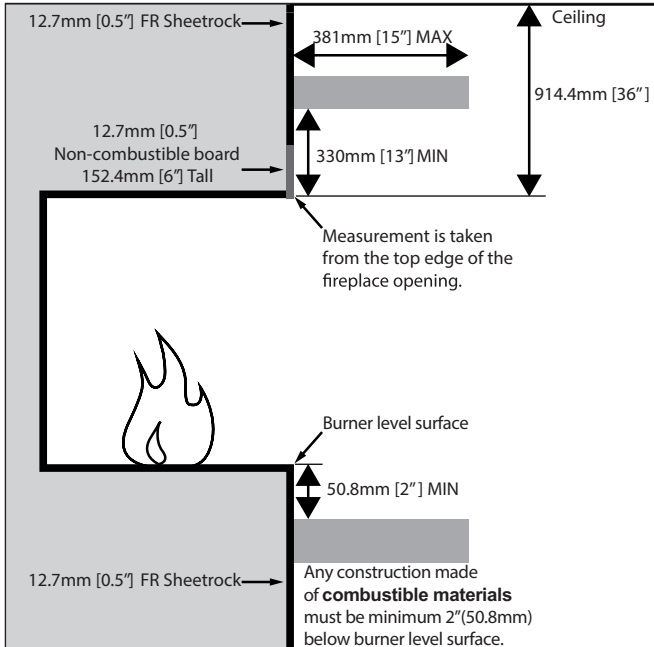 12.7mm [0.5"] FR Sheetrock
Ceiling
381mm [15"] MAX
914.4mm [36"]
12.7mm [0.5"]
Non-combustible board
152.4mm [6"] Tall
330mm [13"] MIN
Measurement is taken
from the top edge of the
fireplace opening.
Burner level surface
50.8mm [2"] MIN
12.7mm [0.5"] FR Sheetrock
Any construction made
of combustible materials
must be minimum 2"(50.8mm)
below burner level surface.